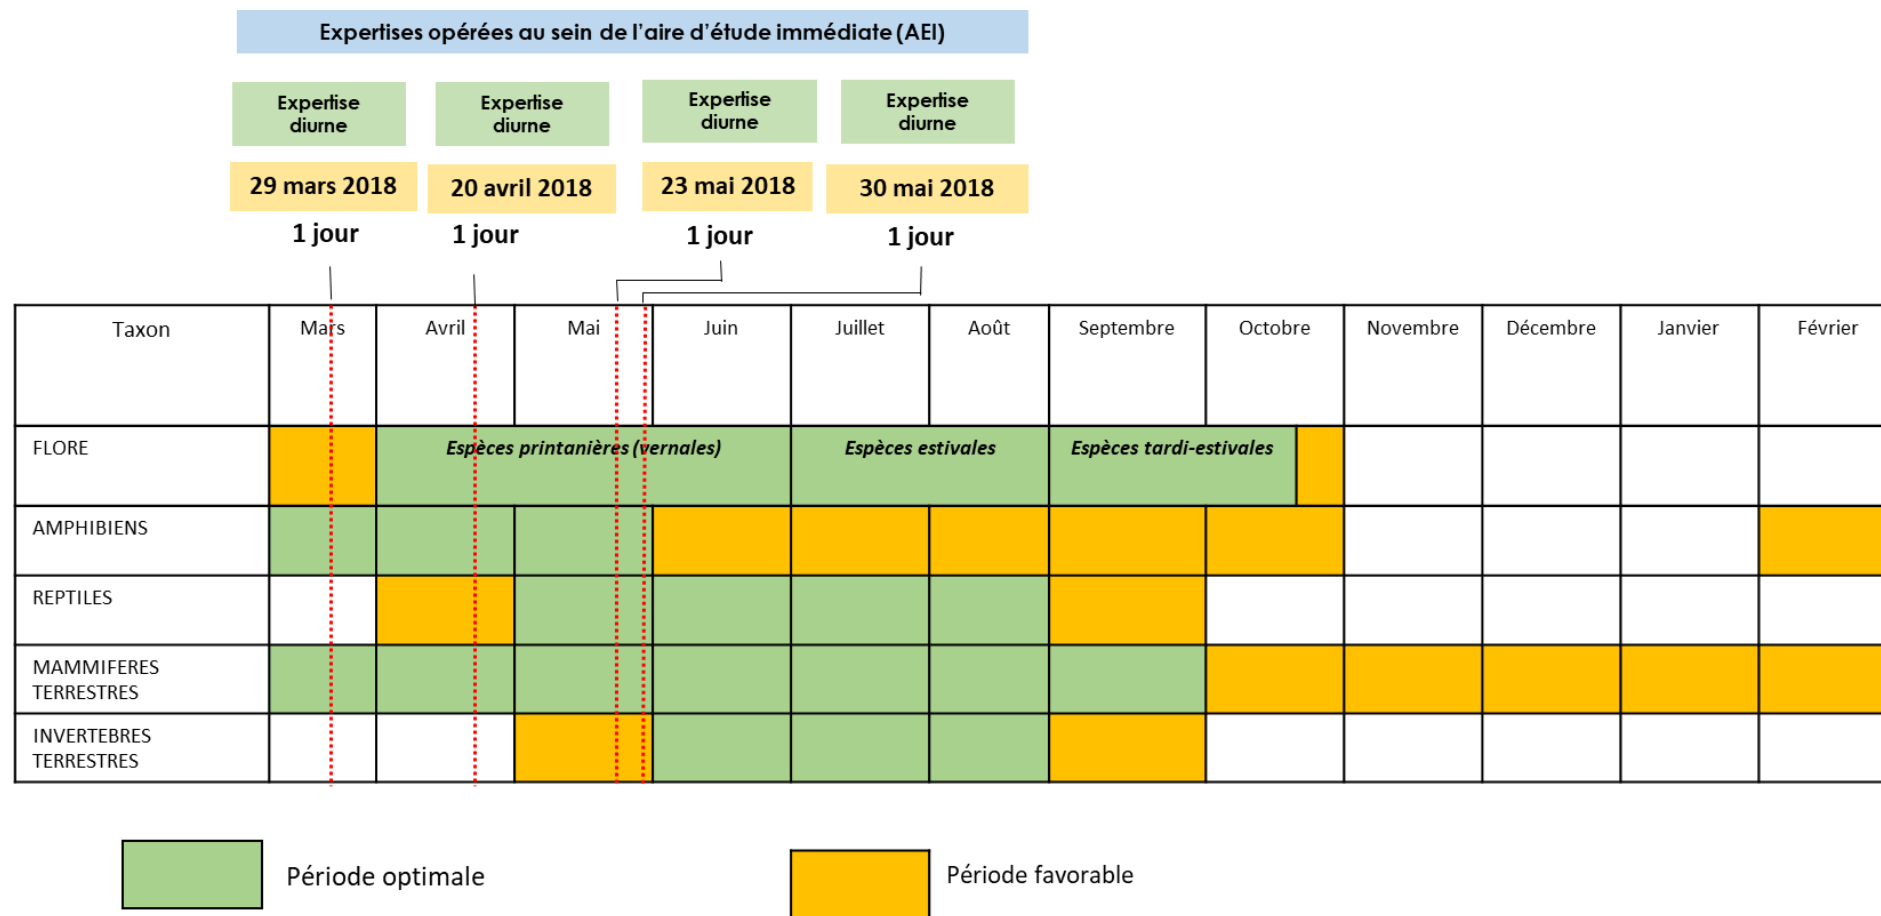 Expertises opérées au sein de l'aire d'étude immédiate (AEI)
Expertise
diurne
Expertise
diurne
Expertise
diurne
Expertise
diurne
29 mars 2018
20 avril 2018
23 mai 2018
30 mai 2018
1 jour
1 jour
1 jour
1 jour
Taxon
Mars
Avril
Mai
Juin
Juillet
Août
Septembre
Octobre
Novembre
Décembre
Janvier
Février
FLORE
Espèces printanières (vernales)
Espèces estivales
Espèces tardi-estivales
AMPHIBIENS
REPTILES
MAMMIFERES
TERRESTRES
INVERTEBRES
TERRESTRES
Période optimale
Période favorable